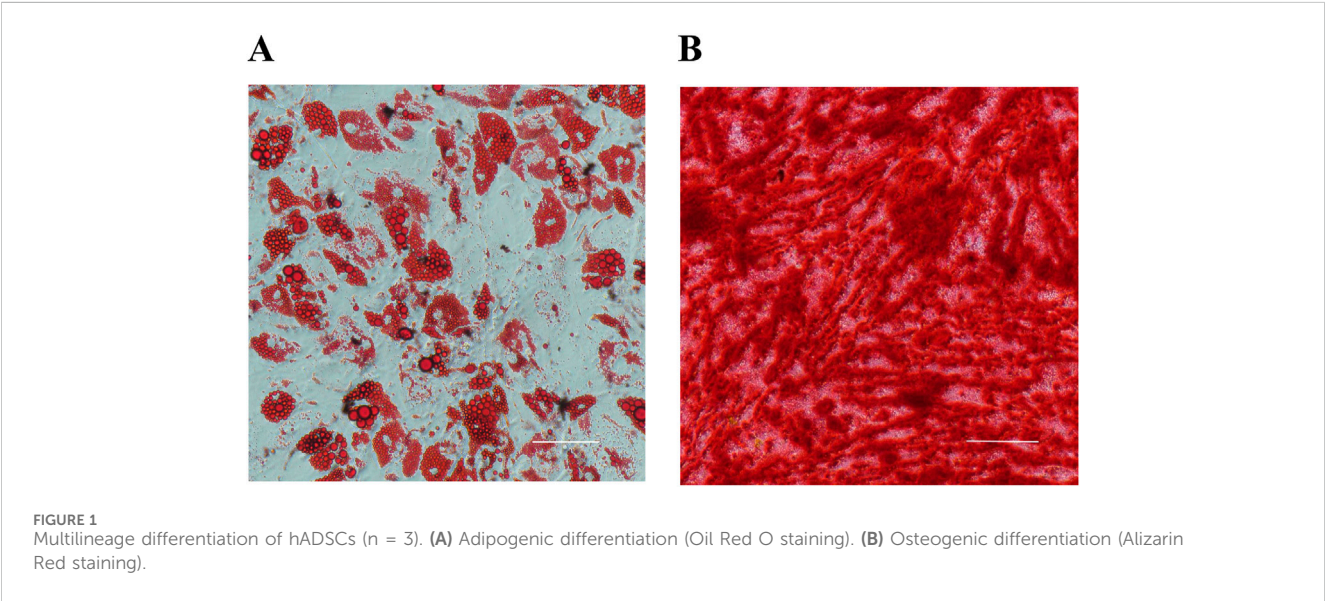 A
B
FIGURE 1
Multilineage differentiation of hADSCs (n = 3). (A) Adipogenic differentiation (Oil Red O staining). (B) Osteogenic differentiation (Alizarin
Red staining).